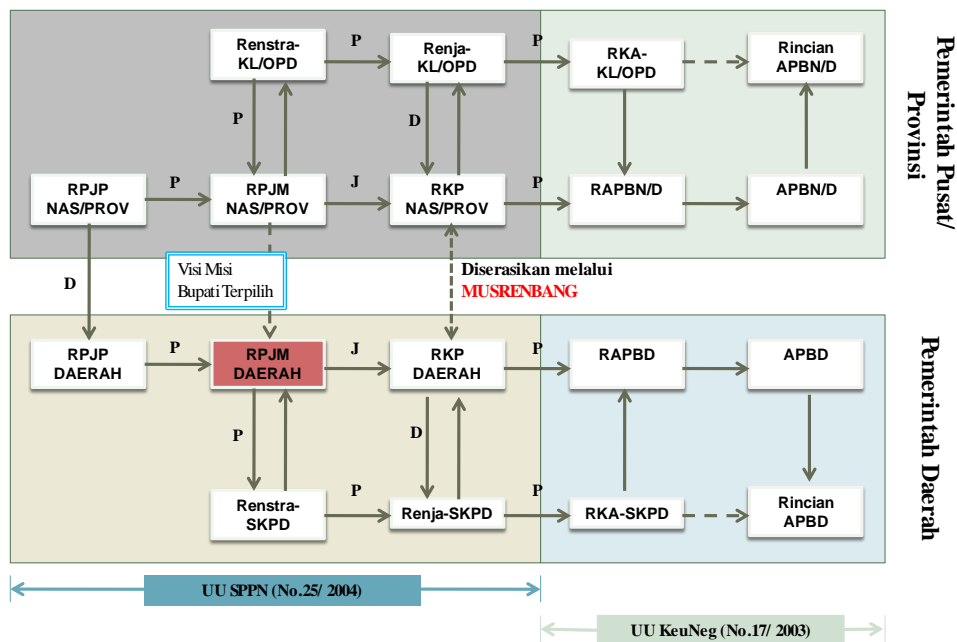 Renstra-
KL/OPD
P
Renja-
KL/OPD
P
RKA-
KL/OPD
Rincian
APBN/D
P
D
RPJP
NAS/PROV
P
RPJM
NAS/PROV
J
RKP
NAS/PROV
P
RAPBN/D
APBN/D
Pemerintah Pusat/
Provinsi
D
Visi Misi
Bupati Terpilih
Diserasikan melalui
MUSRENBANG
RPJP
DAERAH
P
RPJM
DAERAH
J
RKP
DAERAH
P
RAPBD
APBD
P
D
Renstra-
SKPD
P
Renja-SKPD
P
RKA-SKPD
Rincian
APBD
Pemerintah Daerah
UU SPPN (No.25/ 2004)
UU KeuNeg (No.17/ 2003)